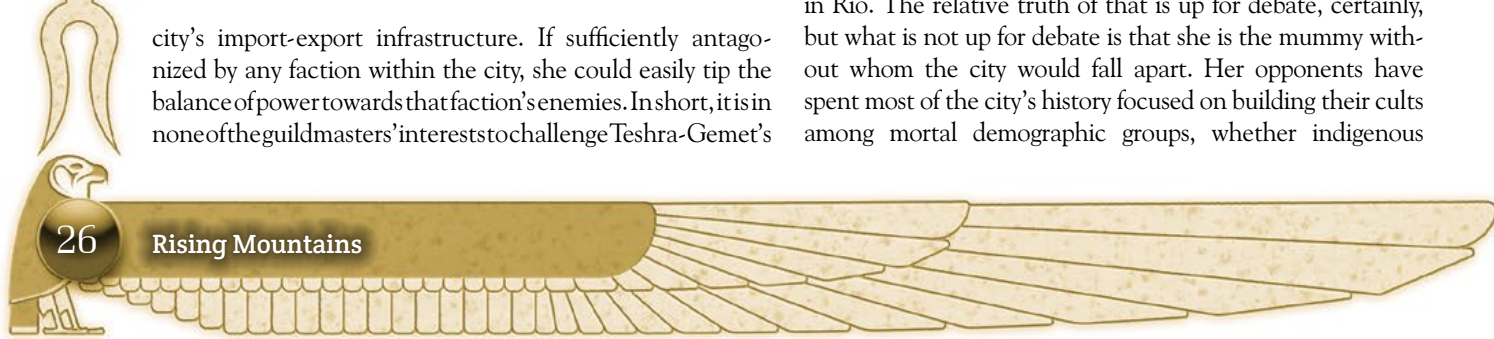 city's import-export infrastructure. If sufficiently antago-
nized by any faction within the city, she could easily tip the
balance of power towards that faction's enemies. In short, it is in
none of the guildmasters' interests to challenge Teshra-Gemet's
in Rio. The relative truth of that is up for debate, certainly,
but what is not up for debate is that she is the mummy with-
out whom the city would fall apart. Her opponents have
spent most of the city's history focused on building their cults
among mortal demographic groups, whether indigenous
26 Rising Mountains